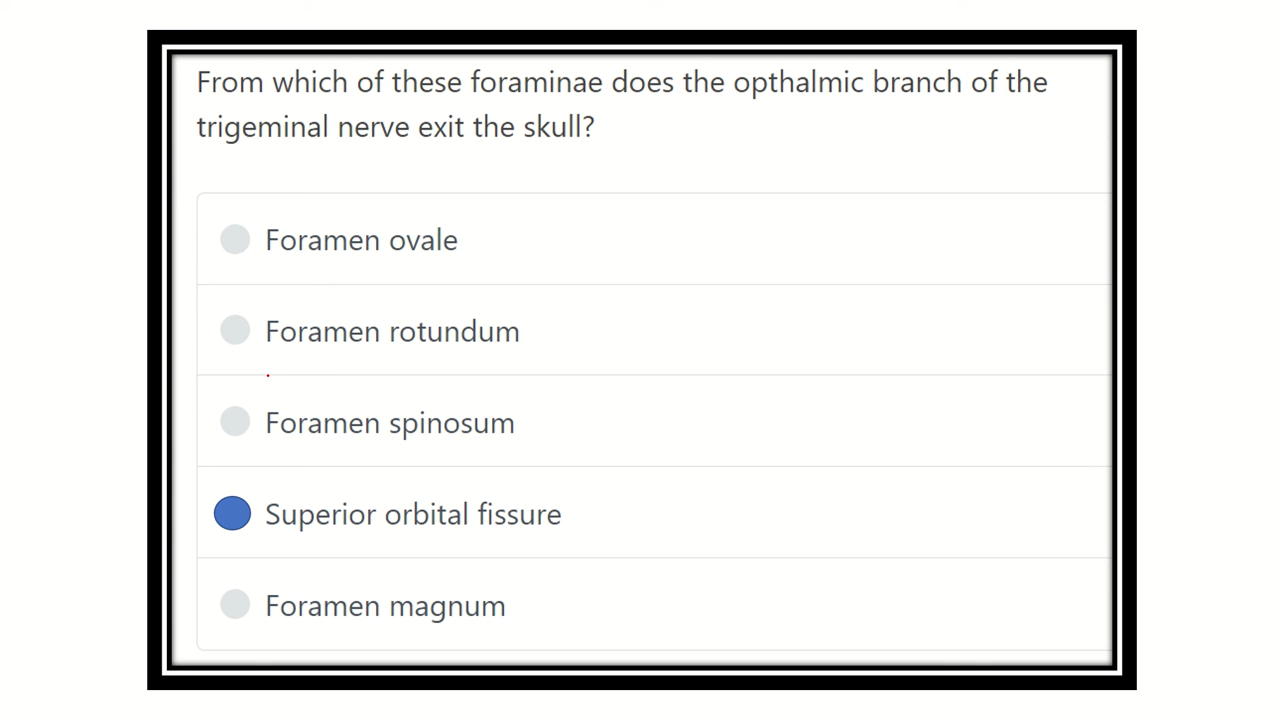 From which of these foraminae does the opthalmic branch of the
trigeminal nerve exit the skull?
Foramen ovale
Foramen rotundum
Foramen spinosum
Superior orbital fissure
Foramen magnum